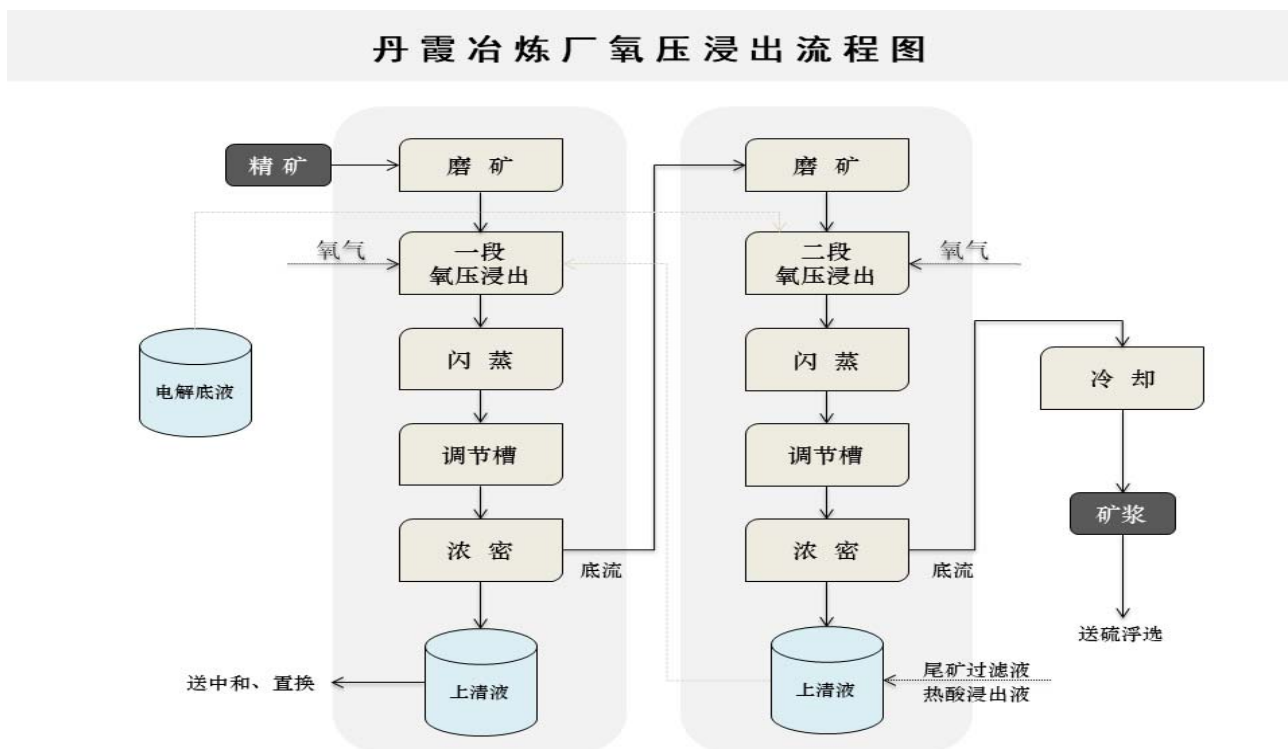 丹霞冶炼厂氧压浸出流程图
精矿
磨矿
氧气
一段
氧压浸出
闪蒸
电解底液
调节槽
浓密
底流
上清液
送中和、置换
磨矿
二段
氧压浸出
氧气
闪蒸
调节槽
浓密
底流
上清液
尾矿过滤液
热酸浸出液
冷却
矿浆
送硫浮选